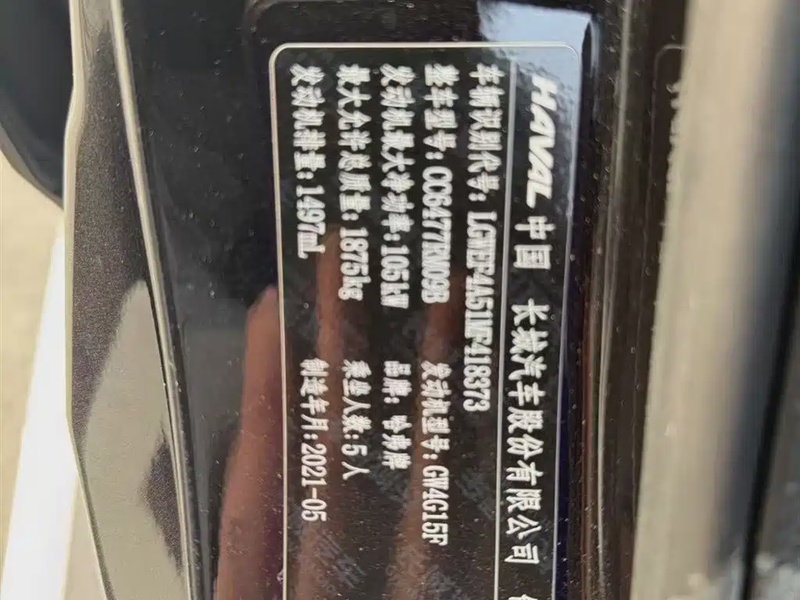 HAVAL 中国 长城汽车股份有限公司
车辆识别代号: LGWEF4A51MF418373
整车型号: CC6477RM09B 发动机型号: GW4G15F
发动机最大净功率: 105kW 品牌: 哈弗牌
最大允许总质量: 1875kg 乘坐人数: 5人
发动机排量: 1497mL 制造年月: 2021-05